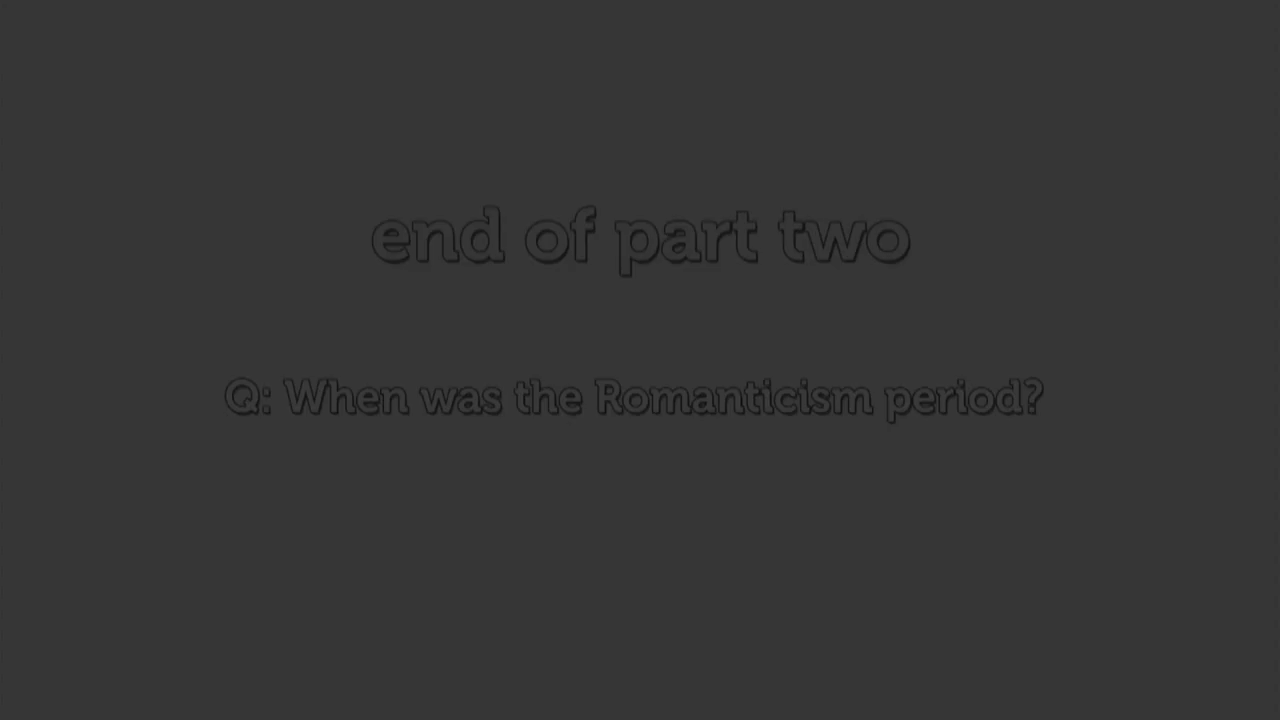 end of part two
Q: When was the Romanticism period?